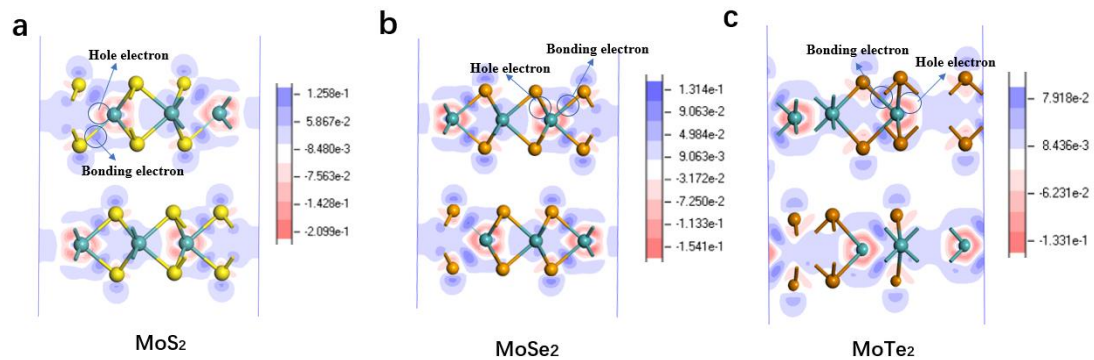 a
Hole electron
Bonding electron
1.258e-1
5.867e-2
-8.480e-3
-7.563e-2
-1.428e-1
-2.099e-1
MoS2
b
Bonding electron
Hole electron
1.314e-1
9.063e-2
4.984e-2
9.063e-3
-3.172e-2
-7.250e-2
-1.133e-1
-1.541e-1
MoSe2
c
Bonding electron
Hole electron
7.918e-2
8.436e-3
-6.231e-2
-1.331e-1
MoTe2